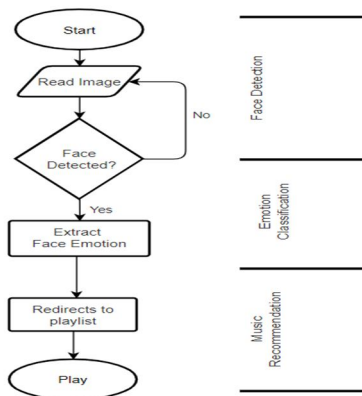 Start
Read Image
No
Face
Detected?
Yes
Extract
Face Emotion
Redirects to
playlist
Play
Face Detection
Emotion
Classification
Music
Recommendation